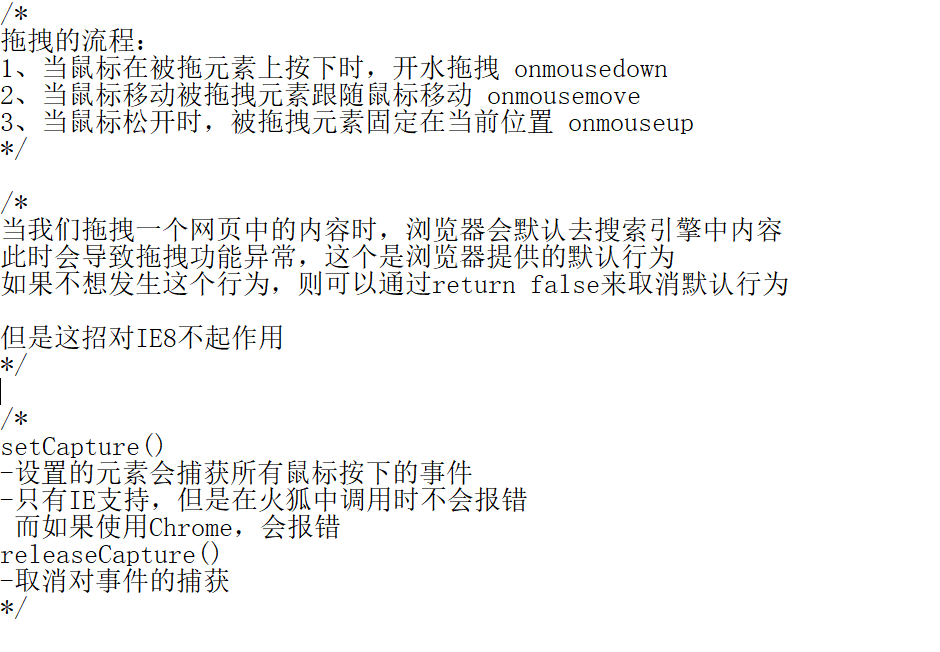 /*
拖拽的流程：
1、当鼠标在被拖元素上按下时，开水拖拽 onmousedown
2、当鼠标移动被拖拽元素跟随鼠标移动 onmousemove
3、当鼠标松开时，被拖拽元素固定在当前位置 onmouseup
*/
/*
当我们拖拽一个网页中的内容时，浏览器会默认去搜索引擎中内容
此时会导致拖拽功能异常，这个是浏览器提供的默认行为
如果不想发生这个行为，则可以通过return false来取消默认行为
但是这招对IE8不起作用
*/
/*
setCapture()
-设置的元素会捕获所有鼠标按下的事件
-只有IE支持，但是在火狐中调用时不会报错
而如果使用Chrome，会报错
releaseCapture()
-取消对事件的捕获
*/